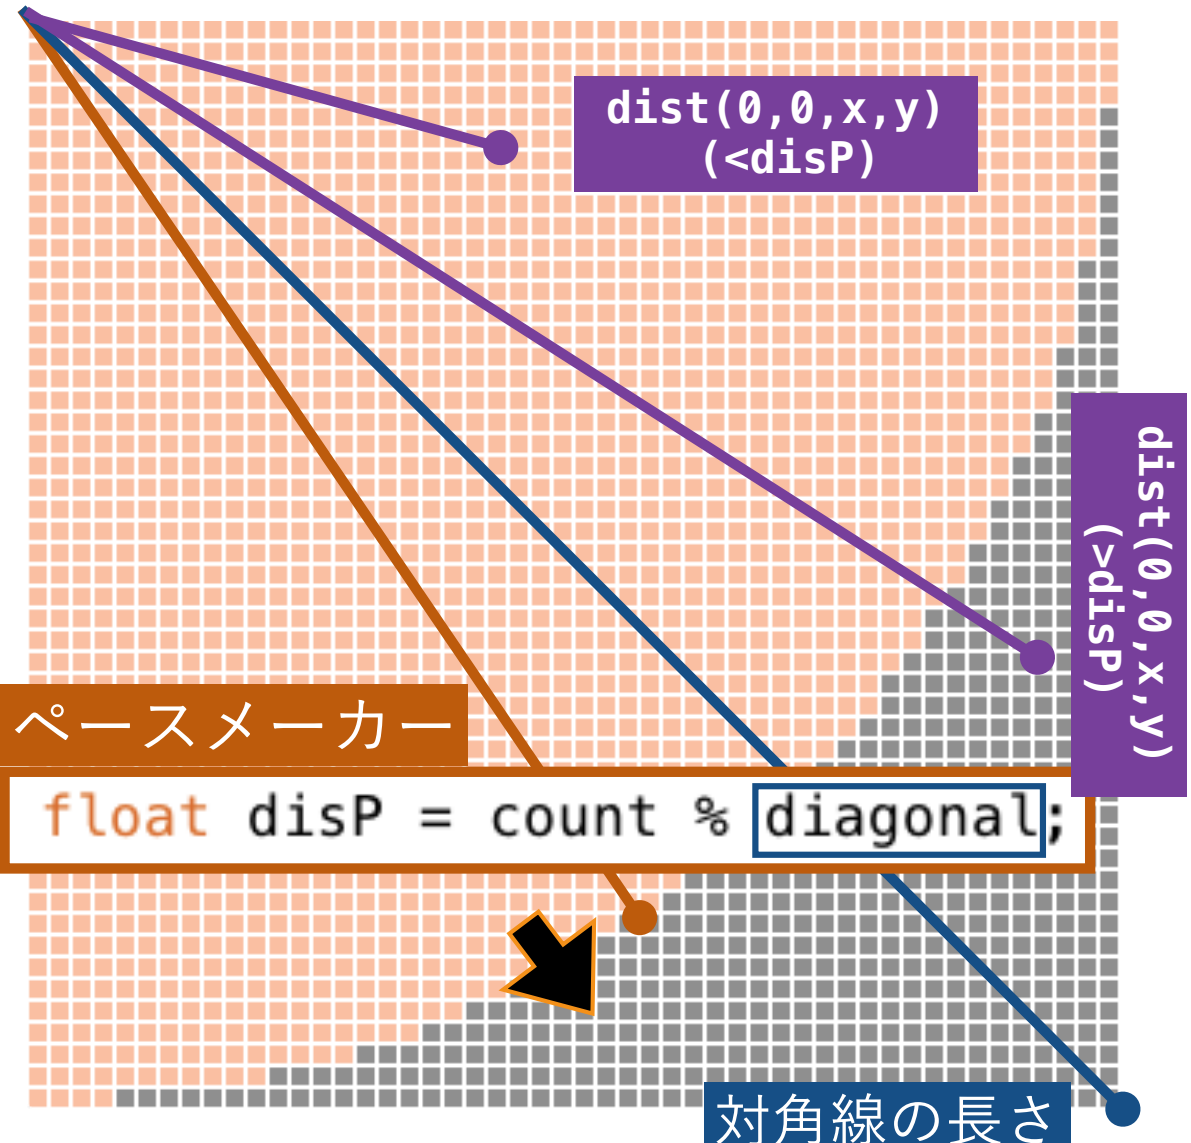 dist(0,0,x,y)
(<disP)
dist(0,0,x,y)
(>disP)
ペースメーカー
float disP = count % diagonal;
対角線の長さ